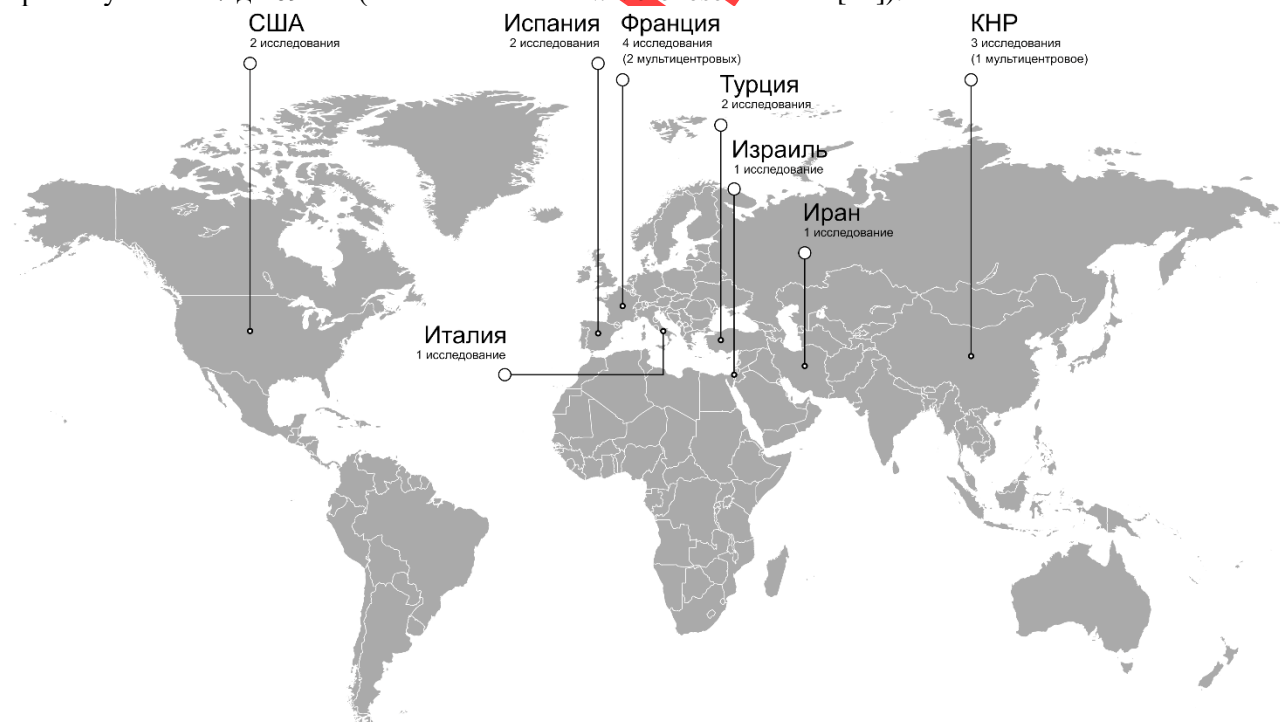 США
2 исследования
Испания
2 исследования
Франция
4 исследования
(2 мультицентровых)
КНР
3 исследования
(1 мультицентровое)
Турция
2 исследования
Израиль
1 исследование
Иран
1 исследование
Италия
1 исследование